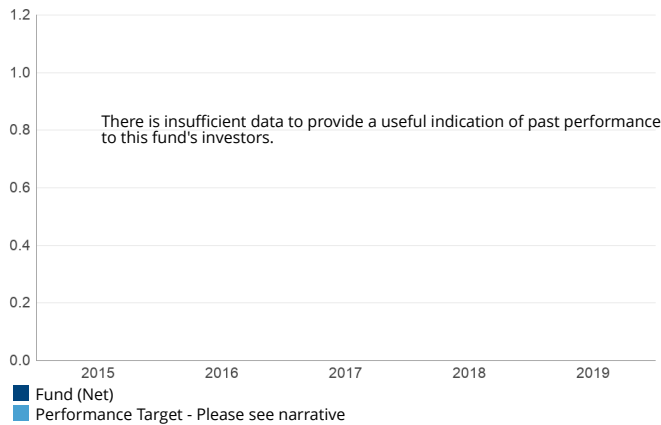 1.2
1.0
There is insufficient data to provide a useful indication of past performance
0.8
to this fund's investors.
0.6
0.4
0.2
0.0
2015 2016 2017 2018 2019
Fund (Net)
Performance Target - Please see narrative